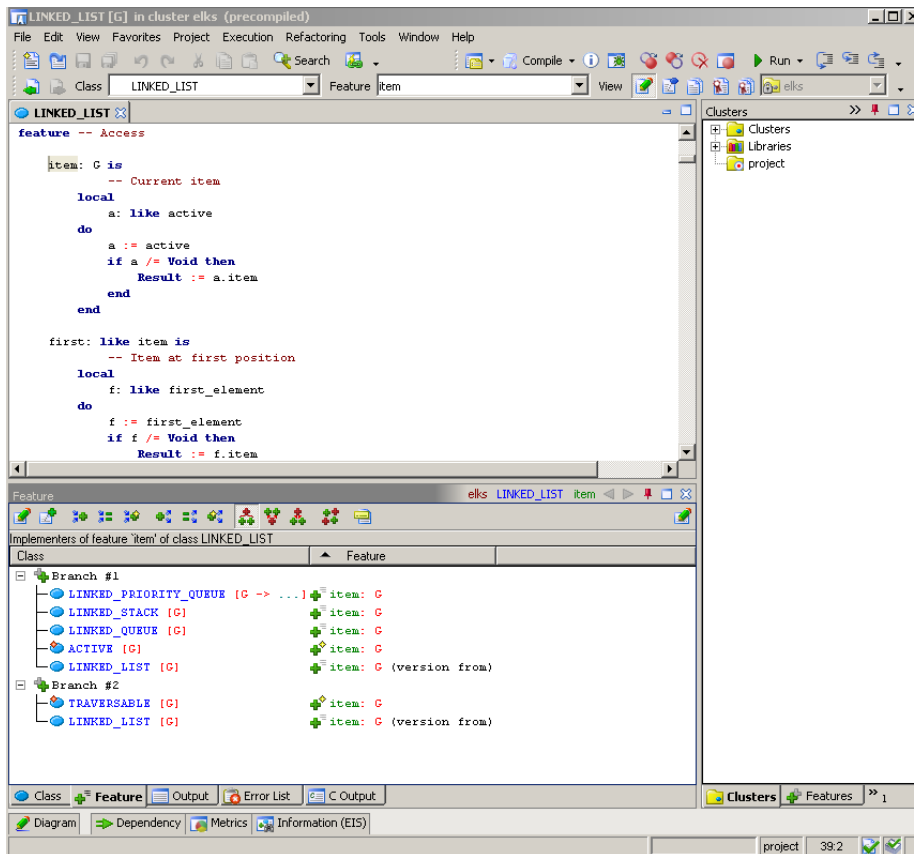 LINKED_LIST [G] in cluster elks (precompiled)
File Edit View Favorites Project Execution Refactoring Tools Window Help
Search Compile Run
Class LINKED_LIST Feature item View elks
LINKED_LIST
feature -- Access
item: G is
-- Current item
local
a: like active
do
a := active
if a /= Void then
Result := a.item
end
end
first: like item is
-- Item at first position
local
f: like first_element
do
f := first_element
if f /= Void then
Result := f.item
Clusters
Clusters
Libraries
project
Feature elks LINKED_LIST item
Implementers of feature `item' of class LINKED_LIST
Class Feature
Branch #1
LINKED_PRIORITY_QUEUE [G -> ...] item: G
LINKED_STACK [G] item: G
LINKED_QUEUE [G] item: G
ACTIVE [G] item: G
LINKED_LIST [G] item: G (version from)
Branch #2
TRAVERSABLE [G] item: G
LINKED_LIST [G] item: G (version from)
Class Feature Output Error List C Output
Clusters Features » 1
Diagram Dependency Metrics Information (EIS)
project 39:2